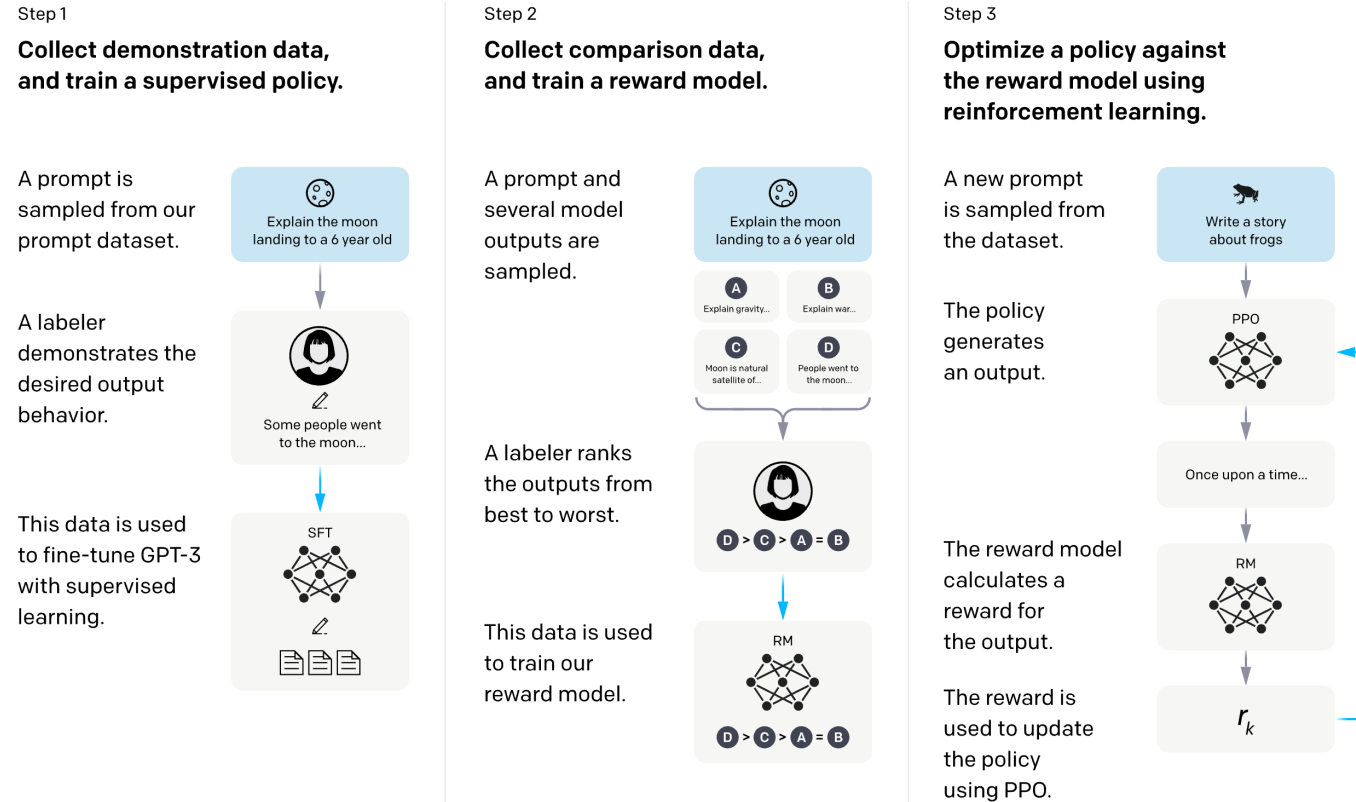 Step 1
Collect demonstration data,
and train a supervised policy.
A prompt is
sampled from our
prompt dataset.
Explain the moon
landing to a 6 year old
A labeler
demonstrates the
desired output
behavior.
Some people went
to the moon...
This data is used
to fine-tune GPT-3
with supervised
learning.
SFT
Step 2
Collect comparison data,
and train a reward model.
A prompt and
several model
outputs are
sampled.
Explain the moon
landing to a 6 year old
A
Explain gravity...
B
Explain war...
C
Moon is natural
satellite of...
D
People went to
the moon...
A labeler ranks
the outputs from
best to worst.
D > C > A = B
This data is used
to train our
reward model.
RM
D > C > A = B
Step 3
Optimize a policy against
the reward model using
reinforcement learning.
A new prompt
is sampled from
the dataset.
Write a story
about frogs
The policy
generates
an output.
PPO
Once upon a time...
The reward model
calculates a
reward for
the output.
RM
The reward is
used to update
the policy
using PPO.
rk